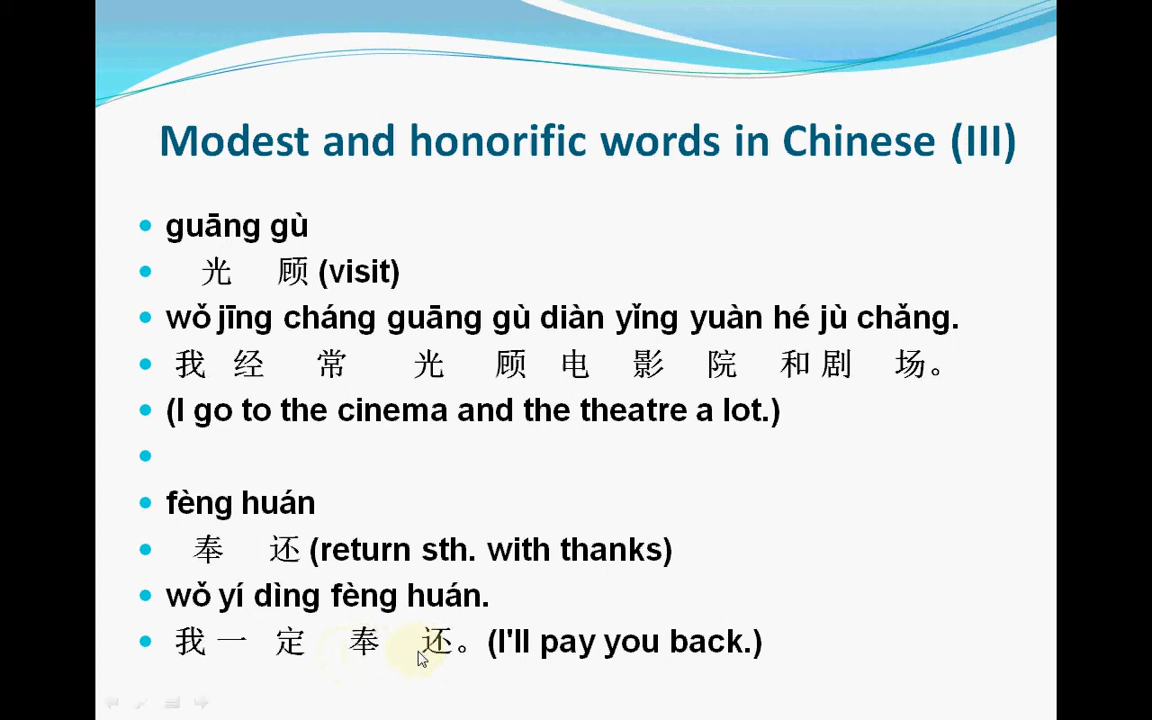 Modest and honorific words in Chinese (III)
guāng gù
光 顾 (visit)
wǒ jīng cháng guāng gù diàn yǐng yuàn hé jù chǎng.
我 经 常 光 顾 电 影 院 和 剧 场。
(I go to the cinema and the theatre a lot.)
fèng huán
奉 还 (return sth. with thanks)
wǒ yí dìng fèng huán.
我 一 定 奉 还。(I'll pay you back.)